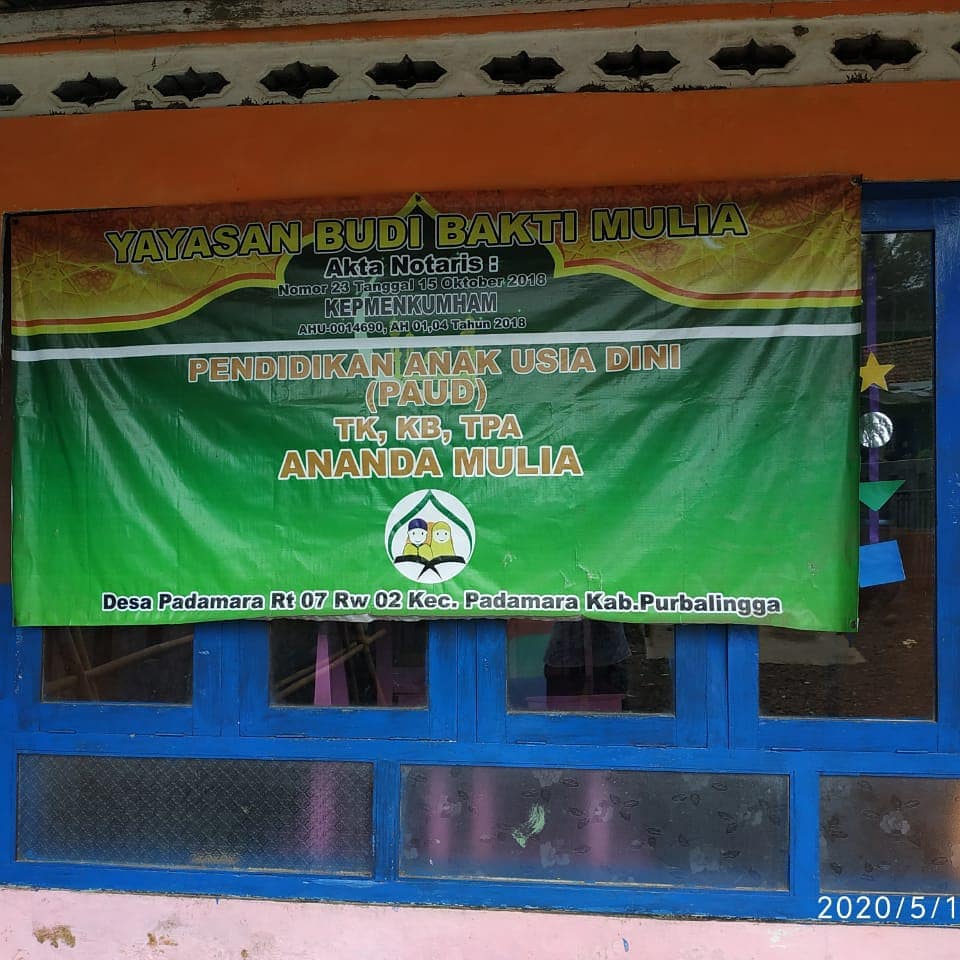 YAYASAN BUDI BAKTI MULIA
Akta Notaris :
Nomor 23 Tanggal 15 Oktober 2018
KEPMENKUMHAM
AHU-0014690, AH 01,04 Tahun 2018
PENDIDIKAN ANAK USIA DINI
(PAUD)
TK, KB, TPA
ANANDA MULIA
Desa Padamara Rt 07 Rw 02 Kec. Padamara Kab.Purbalingga
2020/5/1